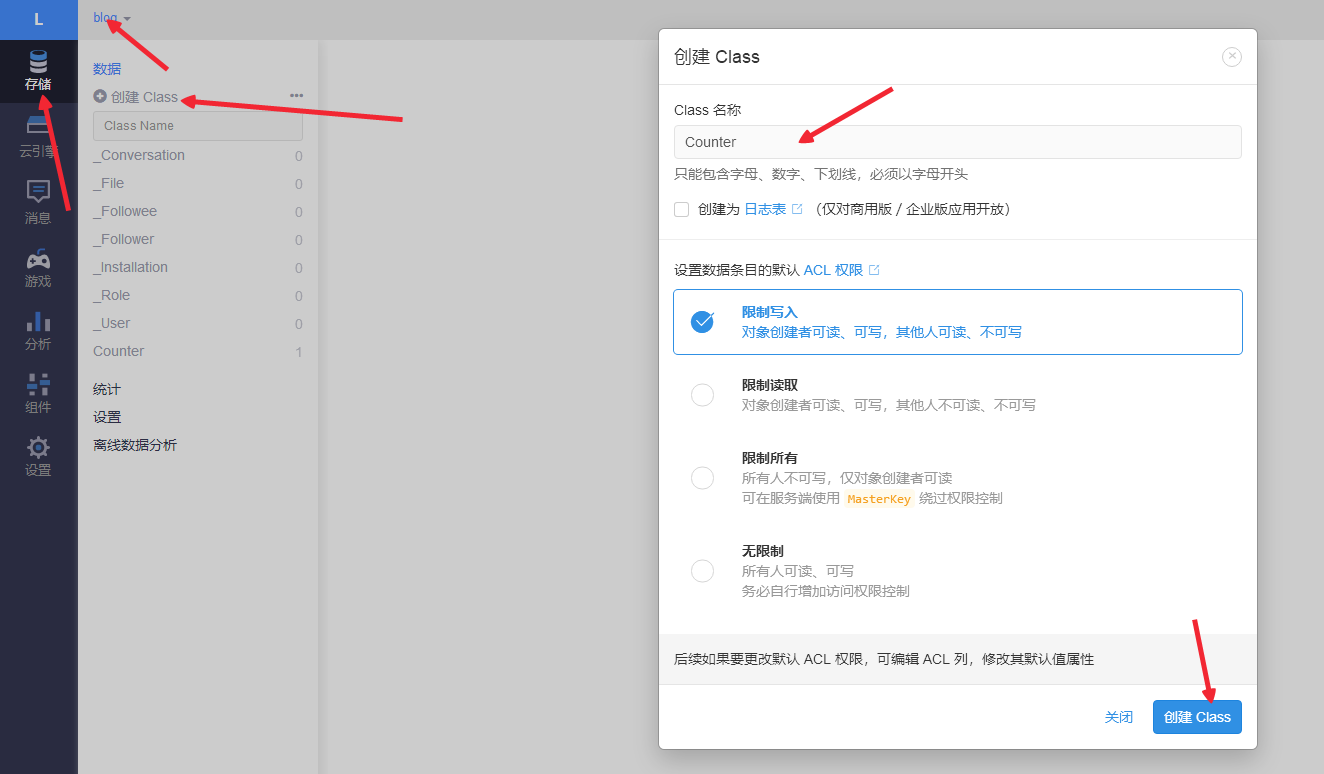 L
blog
存储
云引擎
消息
游戏
分析
组件
设置
数据
创建 Class
Class Name
_Conversation 0
_File 0
_Followee 0
_Follower 0
_Installation 0
_Role 0
_User 0
Counter 1
统计
设置
离线数据分析
创建 Class
Class 名称
Counter
只能包含字母、数字、下划线，必须以字母开头
创建为 日志表 （仅对商用版 / 企业版应用开放）
设置数据条目的默认 ACL 权限
限制写入
对象创建者可读、可写，其他人可读、不可写
限制读取
对象创建者可读、可写，其他人不可读、不可写
限制所有
所有人不可写，仅对象创建者可读
可在服务端使用 MasterKey 绕过权限控制
无限制
所有人可读、可写
务必自行增加访问权限控制
后续如果要更改默认 ACL 权限，可编辑 ACL 列，修改其默认值属性
关闭 创建 Class